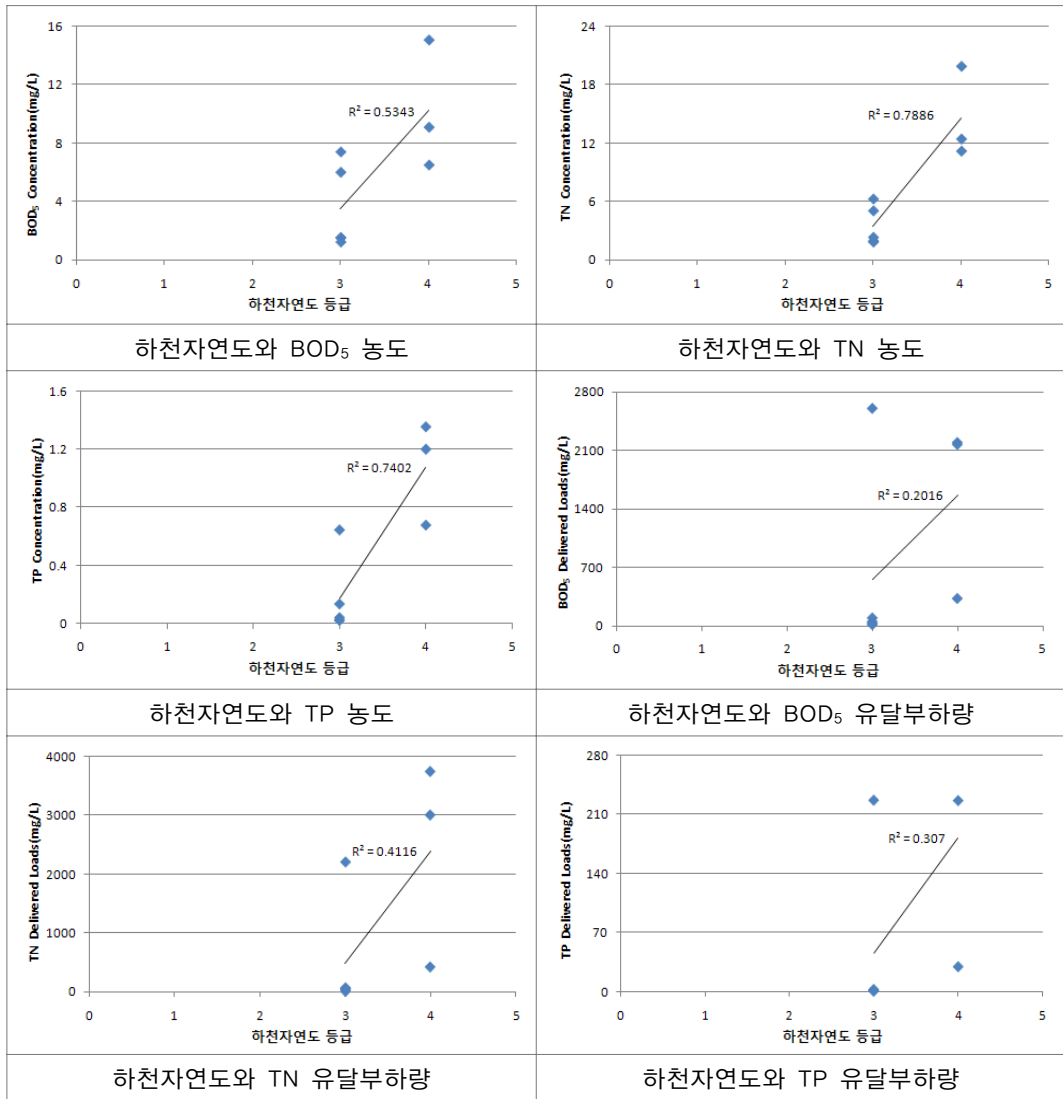 16
12
8
4
0
BOD₅ Concentration(mg/L)
R² = 0.5343
0 1 2 3 4 5
하천자연도 등급
하천자연도와 BOD₅ 농도
24
18
12
6
0
TN Concentration(mg/L)
R² = 0.7886
0 1 2 3 4 5
하천자연도 등급
하천자연도와 TN 농도
1.6
1.2
0.8
0.4
0
TP Concentration(mg/L)
R² = 0.7402
0 1 2 3 4 5
하천자연도 등급
하천자연도와 TP 농도
2800
2100
1400
700
0
BOD₅ Delivered Loads(mg/L)
R² = 0.2016
0 1 2 3 4 5
하천자연도 등급
하천자연도와 BOD₅ 유달부하량
4000
3000
2000
1000
0
TN Delivered Loads(mg/L)
R² = 0.4116
0 1 2 3 4 5
하천자연도 등급
하천자연도와 TN 유달부하량
280
210
140
70
0
TP Delivered Loads(mg/L)
R² = 0.307
0 1 2 3 4 5
하천자연도 등급
하천자연도와 TP 유달부하량